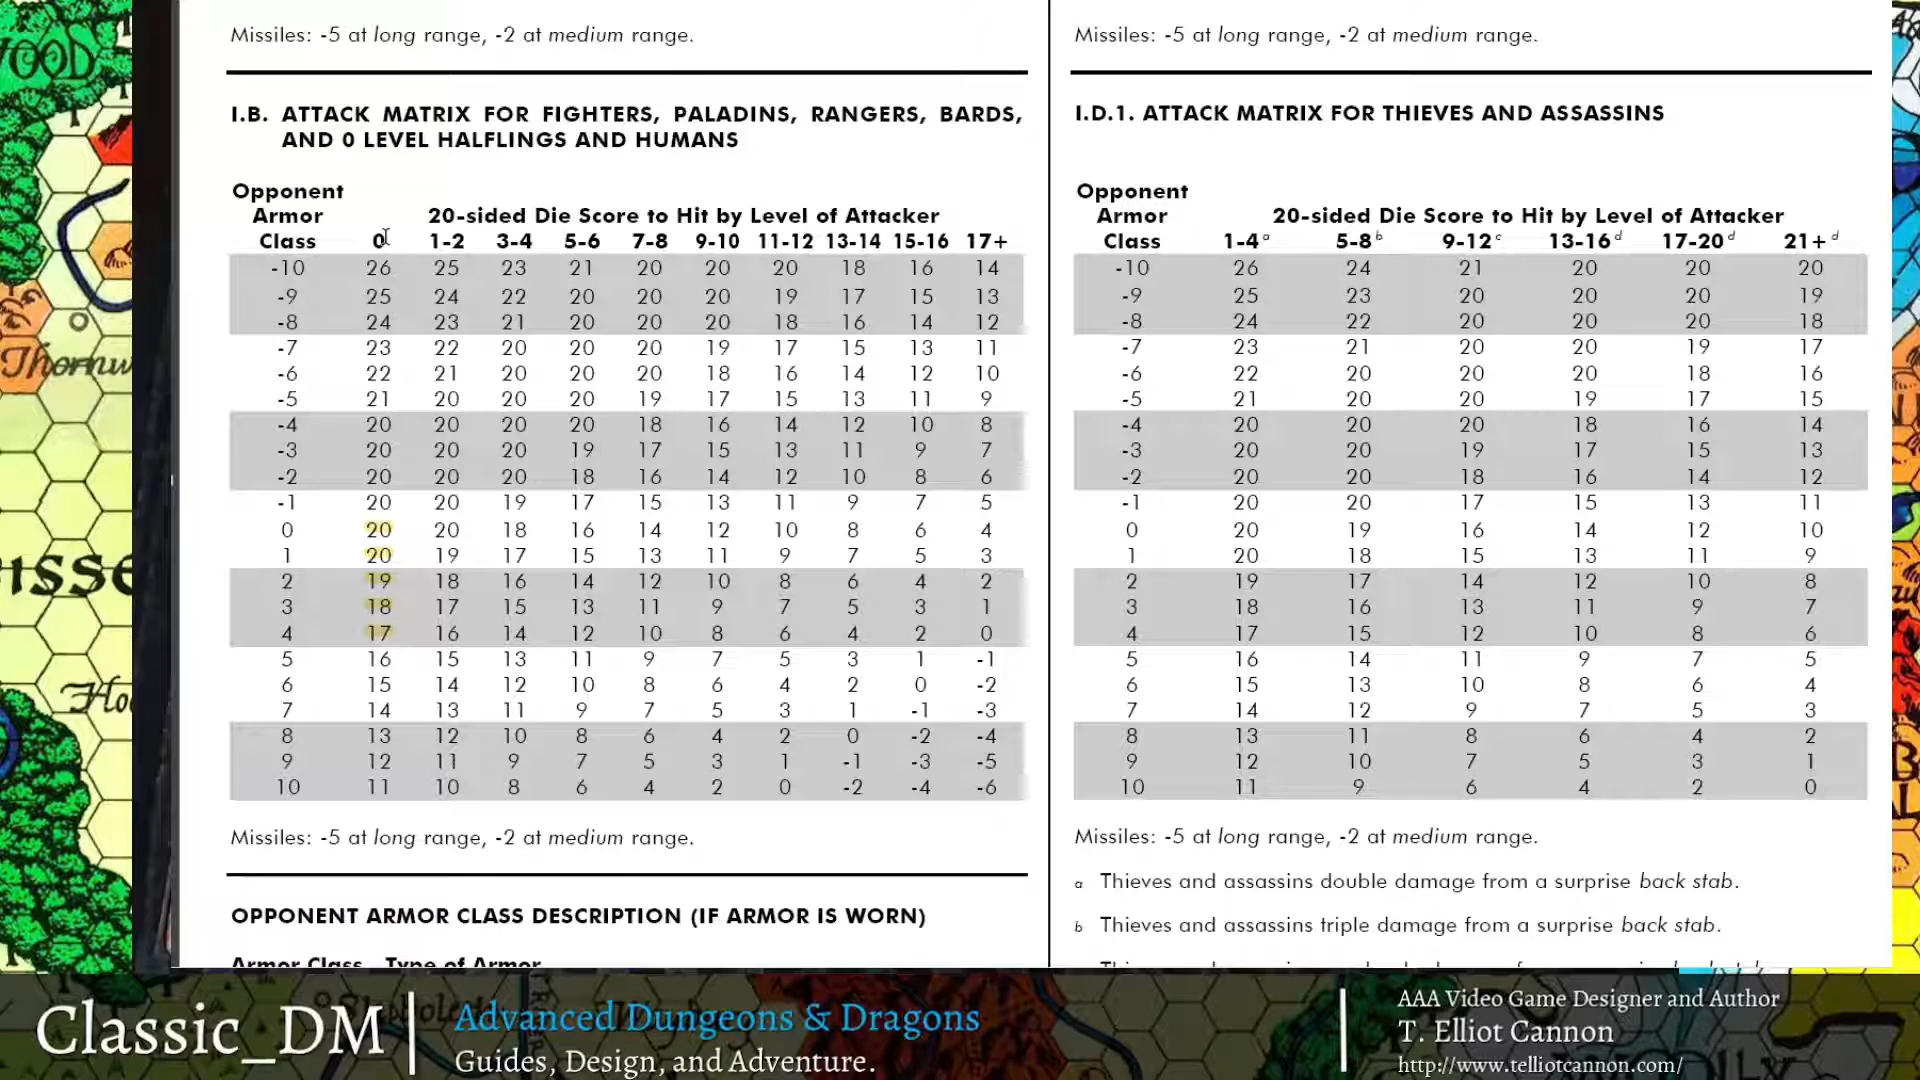 OOD
Thornw
isse
Ho
Missiles: -5 at long range, -2 at medium range.
I.B. ATTACK MATRIX FOR FIGHTERS, PALADINS, RANGERS, BARDS,
AND 0 LEVEL HALFLINGS AND HUMANS
Opponent
Armor 20-sided Die Score to Hit by Level of Attacker
Class 0 1-2 3-4 5-6 7-8 9-10 11-12 13-14 15-16 17+
-10 26 25 23 21 20 20 20 18 16 14
-9 25 24 22 20 20 20 19 17 15 13
-8 24 23 21 20 20 20 18 16 14 12
-7 23 22 20 20 20 19 17 15 13 11
-6 22 21 20 20 20 18 16 14 12 10
-5 21 20 20 20 19 17 15 13 11 9
-4 20 20 20 20 18 16 14 12 10 8
-3 20 20 20 19 17 15 13 11 9 7
-2 20 20 20 18 16 14 12 10 8 6
-1 20 20 19 17 15 13 11 9 7 5
0 20 20 18 16 14 12 10 8 6 4
1 20 19 17 15 13 11 9 7 5 3
2 19 18 16 14 12 10 8 6 4 2
3 18 17 15 13 11 9 7 5 3 1
4 17 16 14 12 10 8 6 4 2 0
5 16 15 13 11 9 7 5 3 1 -1
6 15 14 12 10 8 6 4 2 0 -2
7 14 13 11 9 7 5 3 1 -1 -3
8 13 12 10 8 6 4 2 0 -2 -4
9 12 11 9 7 5 3 1 -1 -3 -5
10 11 10 8 6 4 2 0 -2 -4 -6
Missiles: -5 at long range, -2 at medium range.
OPPONENT ARMOR CLASS DESCRIPTION (IF ARMOR IS WORN)
Armor Class Type of Armor
Missiles: -5 at long range, -2 at medium range.
I.D.1. ATTACK MATRIX FOR THIEVES AND ASSASSINS
Opponent
Armor 20-sided Die Score to Hit by Level of Attacker
Class 1-4a 5-8b 9-12c 13-16d 17-20d 21+d
-10 26 24 21 20 20 20
-9 25 23 20 20 20 19
-8 24 22 20 20 20 18
-7 23 21 20 20 19 17
-6 22 20 20 20 18 16
-5 21 20 20 19 17 15
-4 20 20 20 18 16 14
-3 20 20 19 17 15 13
-2 20 20 18 16 14 12
-1 20 20 17 15 13 11
0 20 19 16 14 12 10
1 20 18 15 13 11 9
2 19 17 14 12 10 8
3 18 16 13 11 9 7
4 17 15 12 10 8 6
5 16 14 11 9 7 5
6 15 13 10 8 6 4
7 14 12 9 7 5 3
8 13 11 8 6 4 2
9 12 10 7 5 3 1
10 11 9 6 4 2 0
Missiles: -5 at long range, -2 at medium range.
a Thieves and assassins double damage from a surprise back stab.
b Thieves and assassins triple damage from a surprise back stab.
Classic_DM
Advanced Dungeons & Dragons
Guides, Design, and Adventure.
AAA Video Game Designer and Author
T. Elliot Cannon
http://www.telliotcannon.com/